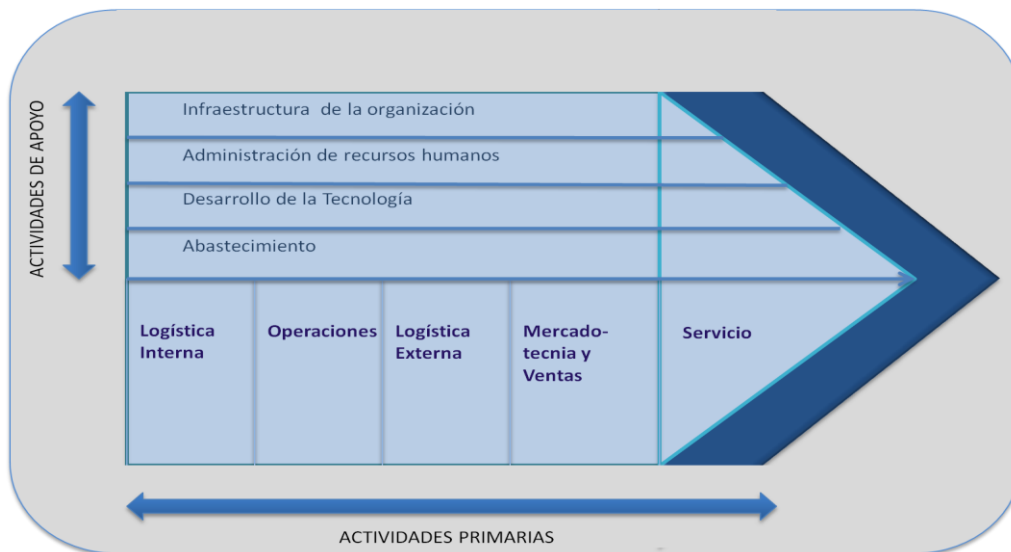 ACTIVIDADES DE APOYO
Infraestructura de la organización
Administración de recursos humanos
Desarrollo de la Tecnología
Abastecimiento
Logística
Interna
Operaciones
Logística
Externa
Mercado-
tecnia y
Ventas
Servicio
ACTIVIDADES PRIMARIAS